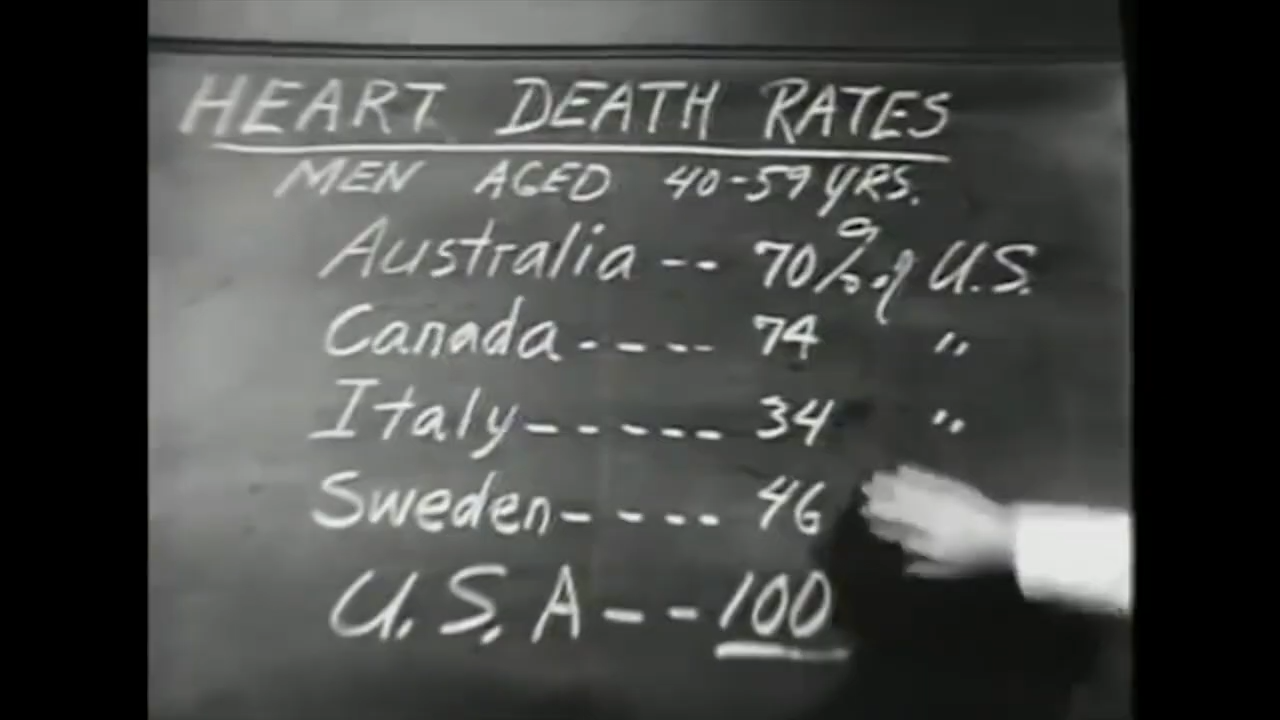 HEART DEATH RATES
MEN AGED 40-59 YRS.
Australia -- 70% of U.S.
Canada ---- 74 "
Italy ----- 34 "
Sweden ---- 46
U.S.A -- 100